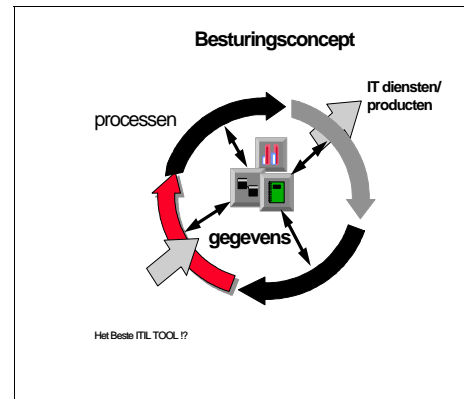 Besturingsconcept
IT diensten/
producten
processen
gegevens
Het Beste ITIL TOOL !?